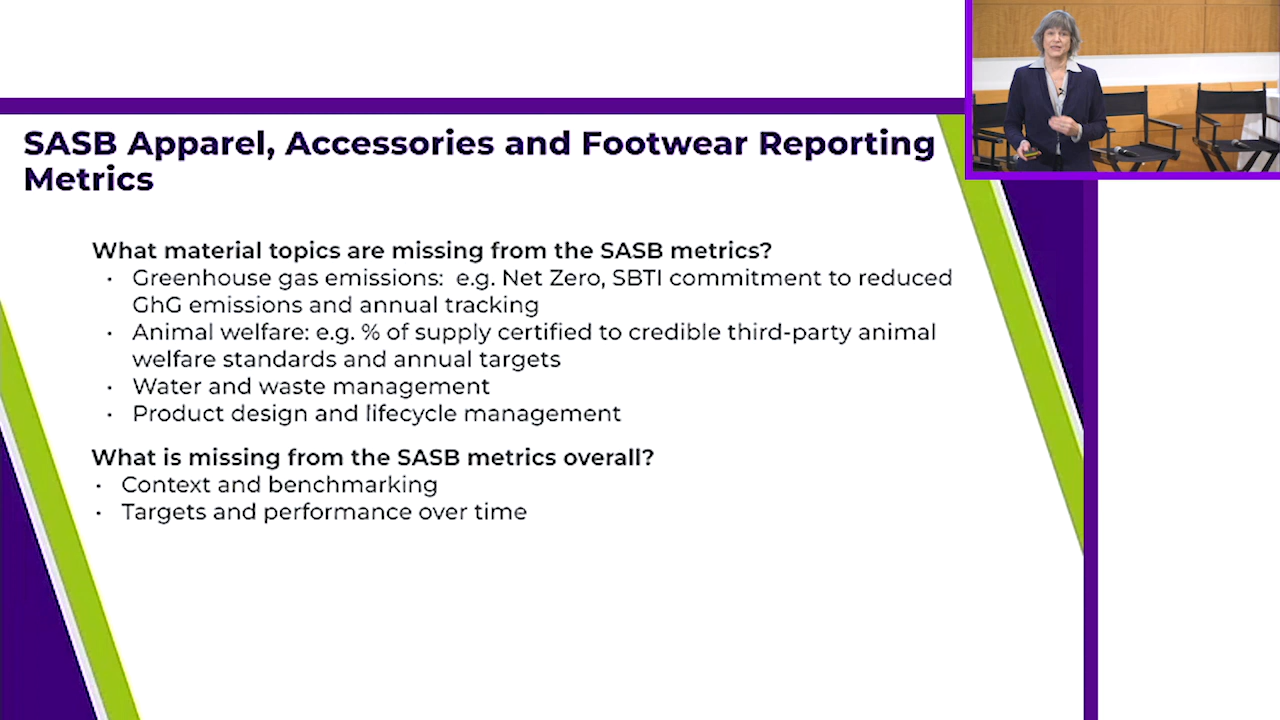 SASB Apparel, Accessories and Footwear Reporting
Metrics
What material topics are missing from the SASB metrics?
• Greenhouse gas emissions: e.g. Net Zero, SBTI commitment to reduced
GhG emissions and annual tracking
• Animal welfare: e.g. % of supply certified to credible third-party animal
welfare standards and annual targets
• Water and waste management
• Product design and lifecycle management
What is missing from the SASB metrics overall?
• Context and benchmarking
• Targets and performance over time